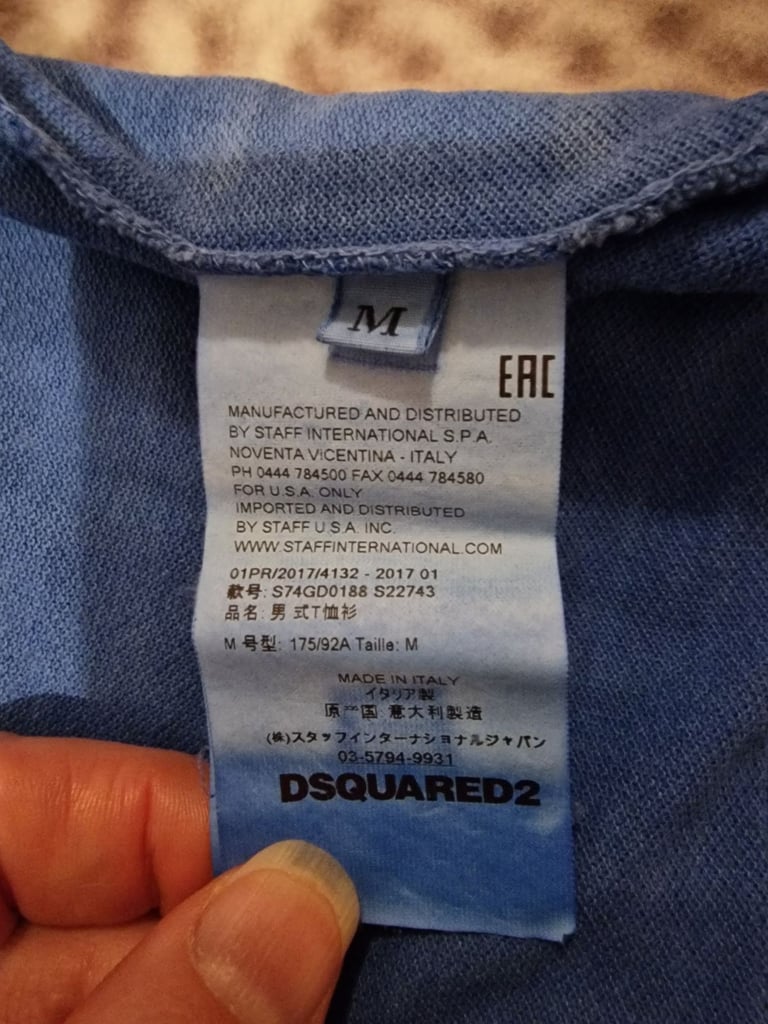 M
EAC
MANUFACTURED AND DISTRIBUTED
BY STAFF INTERNATIONAL S.P.A.
NOVENTA VICENTINA - ITALY
PH 0444 784500 FAX 0444 784580
FOR U.S.A. ONLY
IMPORTED AND DISTRIBUTED
BY STAFF U.S.A. INC.
WWW.STAFFINTERNATIONAL.COM
01PR/2017/4132 - 2017 01
款号: S74GD0188 S22743
品名: 男 式T恤衫
M 号型: 175/92A Taille: M
MADE IN ITALY
イタリア製
原 国: 意大利製造
(株)スタッフインターナショナルジャパン
03-5794-9931
DSQUARED2